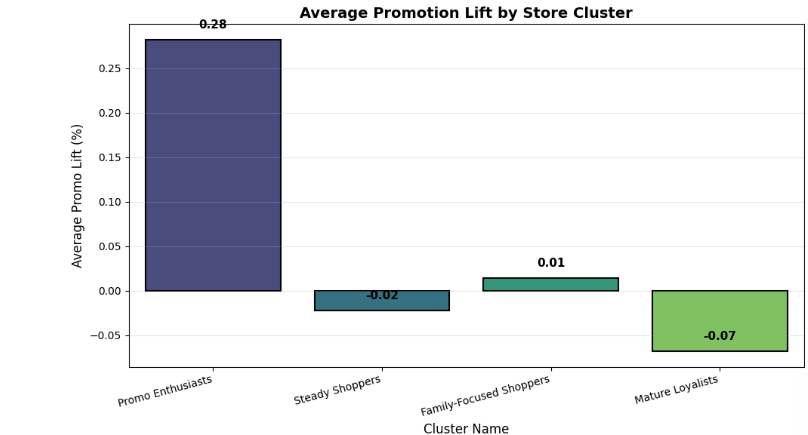 Average Promotion Lift by Store Cluster
0.28
0.25
0.20
0.15
0.10
0.05
0.00
−0.05
Average Promo Lift (%)
-0.02
0.01
-0.07
Promo Enthusiasts
Steady Shoppers
Family-Focused Shoppers
Mature Loyalists
Cluster Name